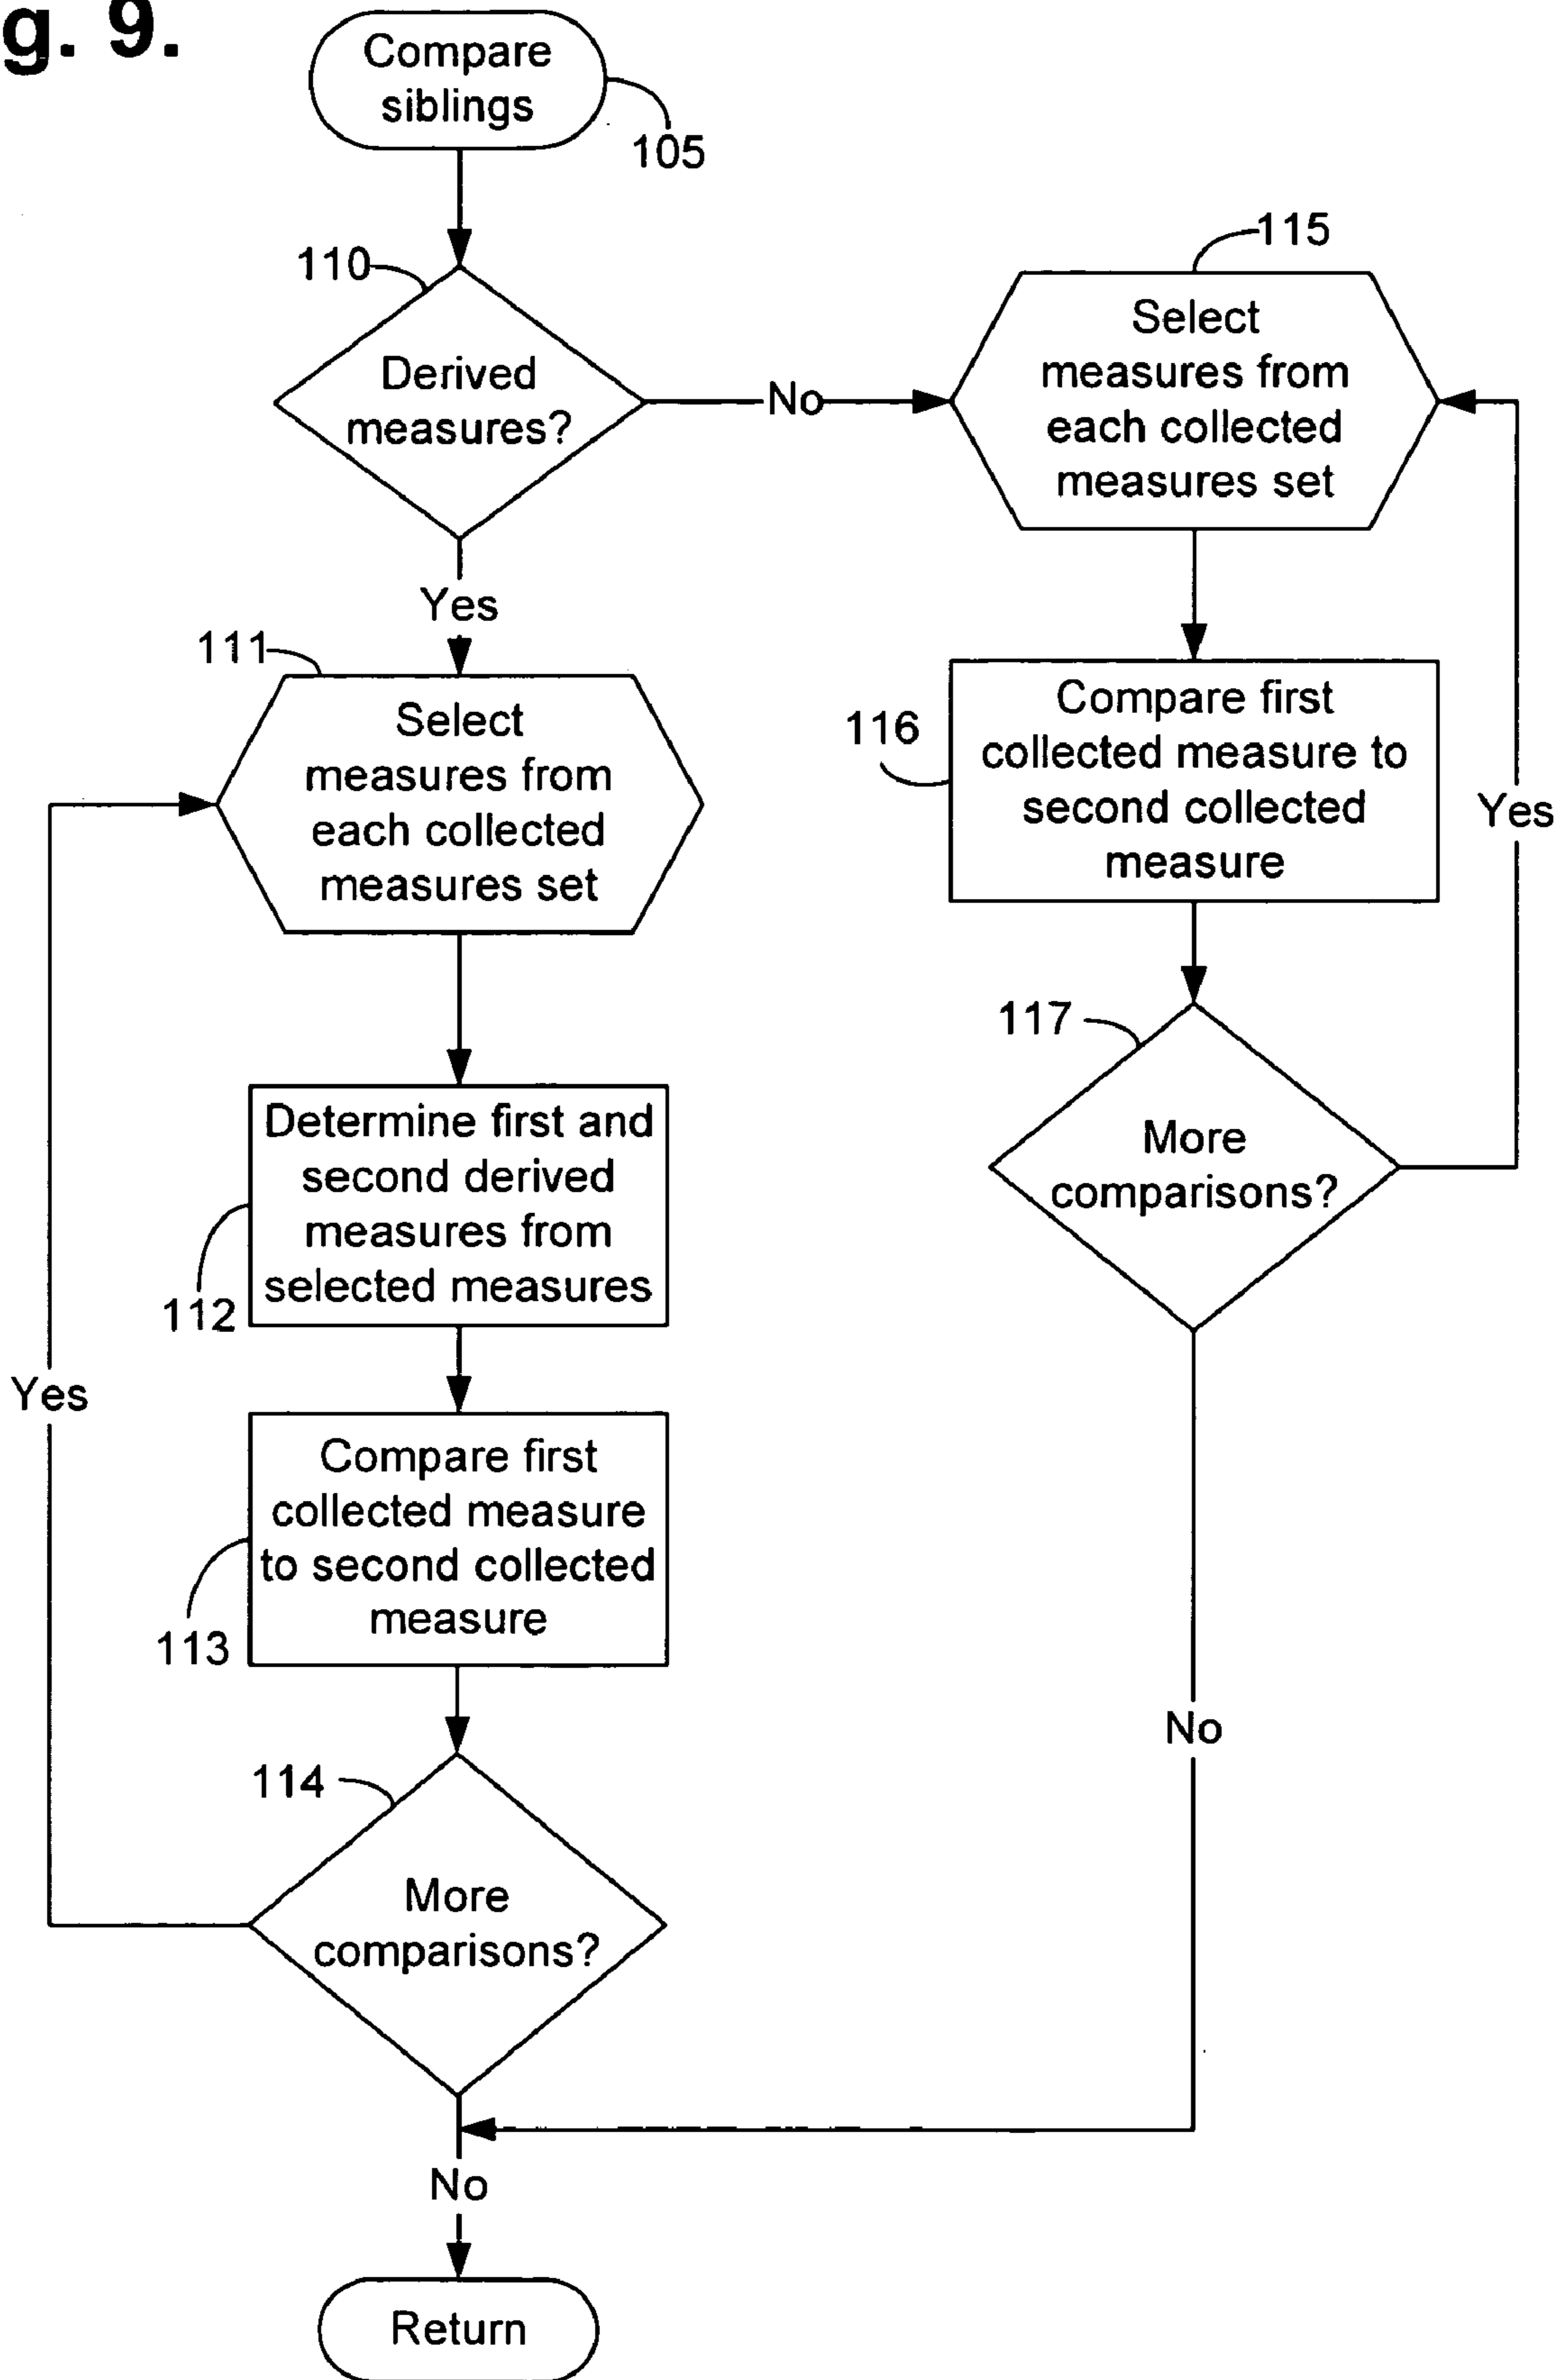 g. 9.
Compare
siblings
105
110
Derived
measures?
No
115
Select
measures from
each collected
measures set
Yes
111
Select
measures from
each collected
measures set
116
Compare first
collected measure to
second collected
measure
Yes
117
More
comparisons?
Determine first and
second derived
measures from
selected measures
112
Yes
Compare first
collected measure
to second collected
measure
113
No
114
More
comparisons?
No
Return